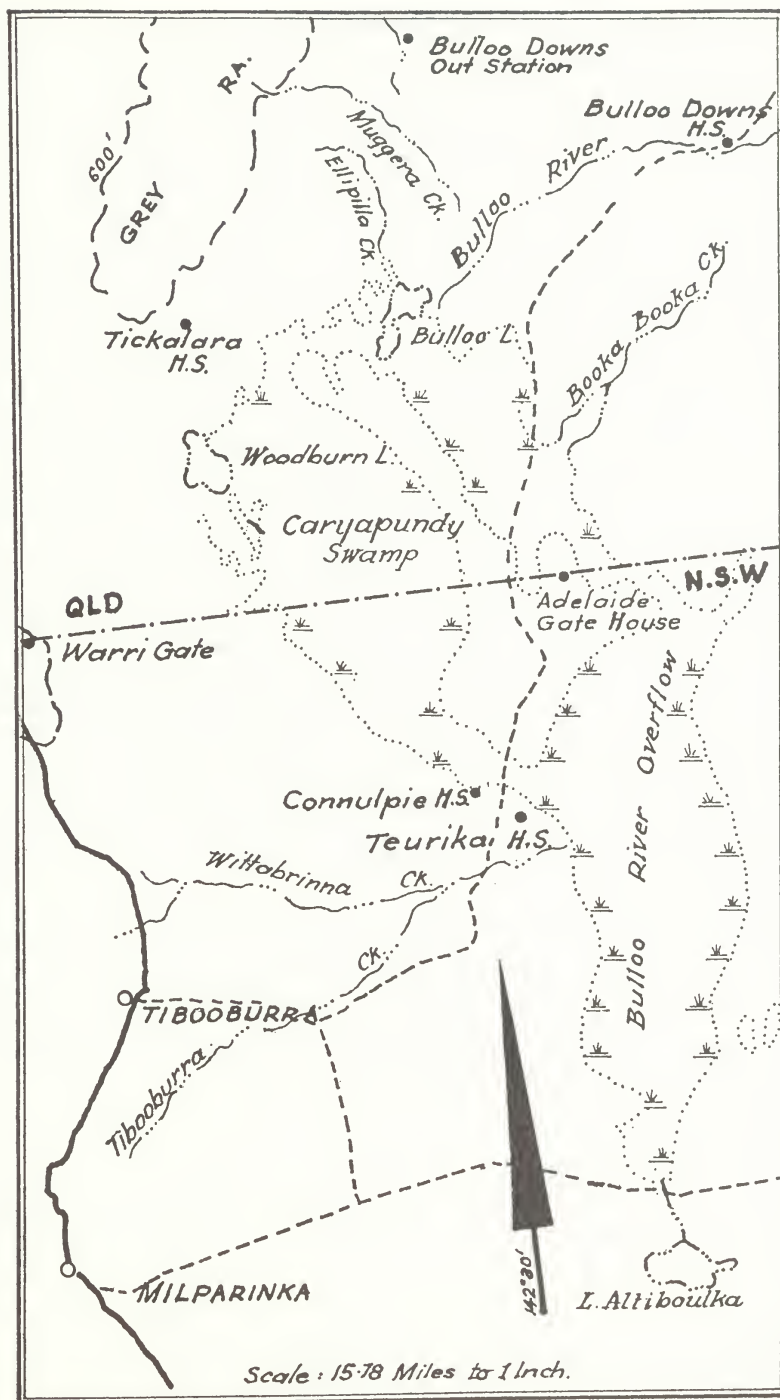 Bulloo Downs
Out Station
Bulloo Downs
H.S.
RA.
GREY
600'
Muggera Ck.
Ellipilla Ck.
Bulloo River
Booka Booka Ck.
Tickalara
H.S.
Bulloo L.
Woodburn L.
Caryapundy
Swamp
QLD
N.S.W
Adelaide
Gate House
Warri Gate
Bulloo River Overflow
Connulpie H.S.
Teurika H.S.
Wittabrinna Ck.
Ck.
TIBOOBURRA
Tibooburra
142°20'
MILPARINKA
L. Altiboulka
Scale : 15·78 Miles to 1 Inch.